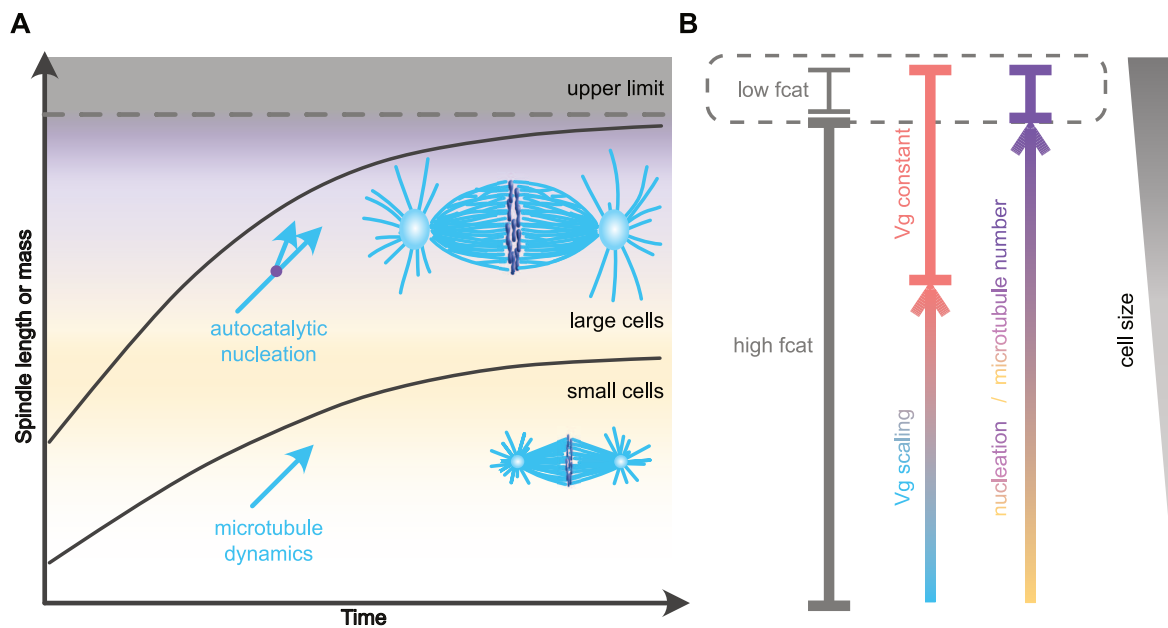 A
Spindle length or mass
upper limit
autocatalytic
nucleation
large cells
small cells
microtubule
dynamics
Time
B
low fcat
high fcat
Vg constant
Vg scaling
nucleation / microtubule number
cell size